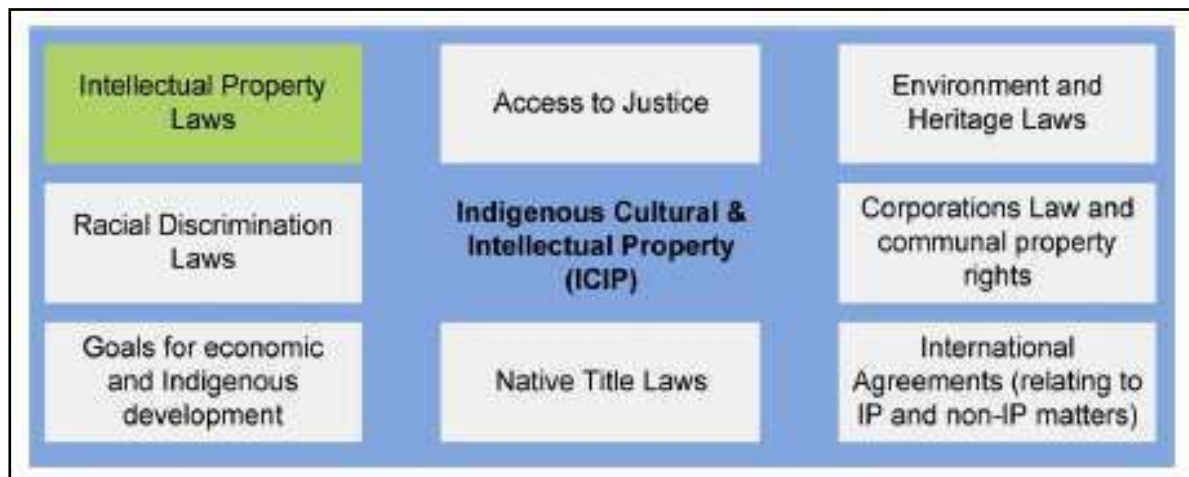 Intellectual Property
Laws
Access to Justice
Environment and
Heritage Laws
Racial Discrimination
Laws
Indigenous Cultural &
Intellectual Property
(ICIP)
Corporations Law and
communal property
rights
Goals for economic
and Indigenous
development
Native Title Laws
International
Agreements (relating to
IP and non-IP matters)